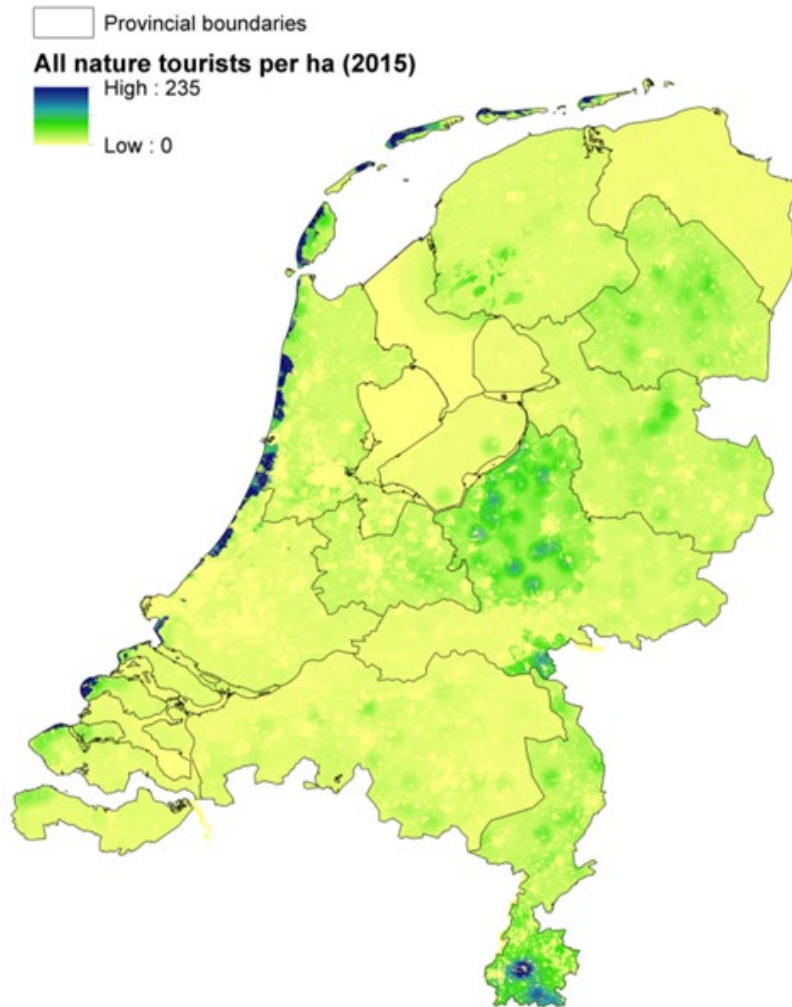 Provincial boundaries
All nature tourists per ha (2015)
High : 235
Low : 0